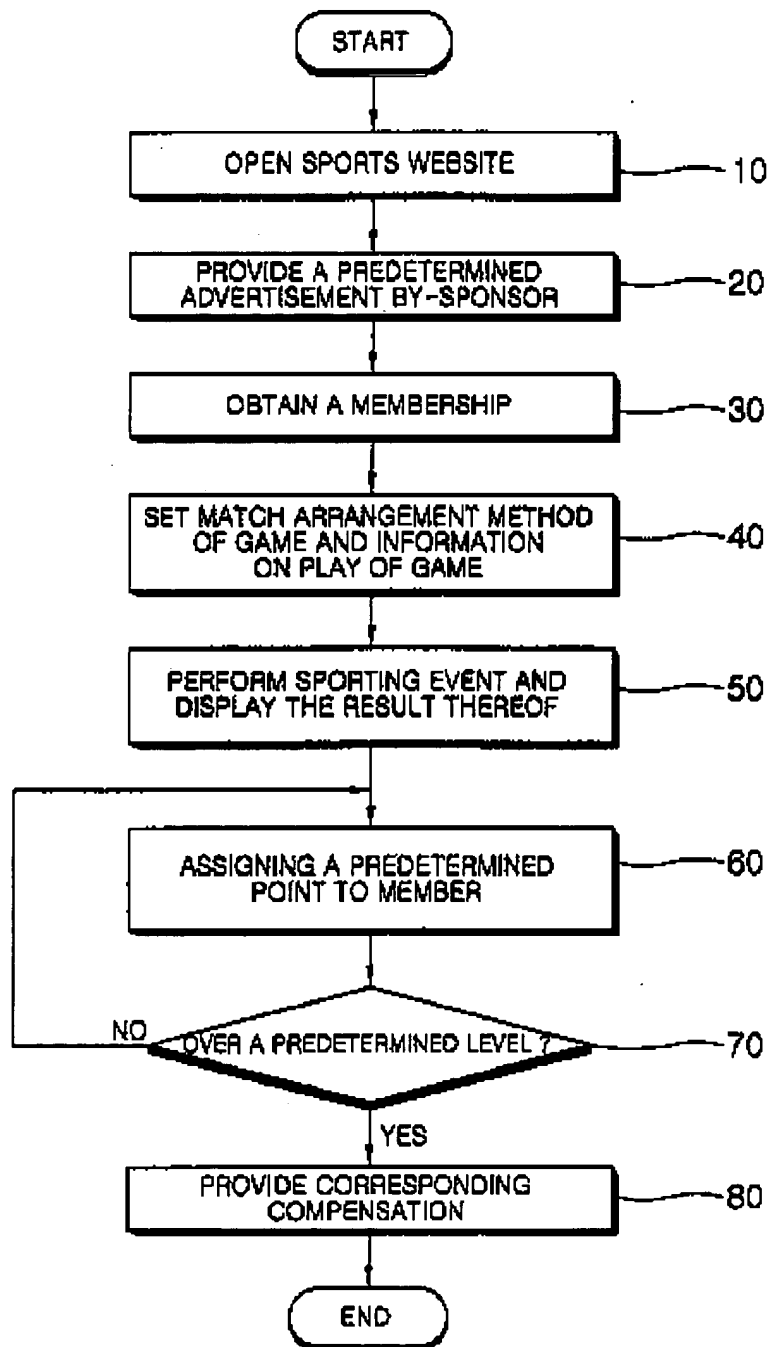 START
OPEN SPORTS WEBSITE
10
PROVIDE A PREDETERMINED
ADVERTISEMENT BY-SPONSOR
20
OBTAIN A MEMBERSHIP
30
SET MATCH ARRANGEMENT METHOD
OF GAME AND INFORMATION
ON PLAY OF GAME
40
PERFORM SPORTING EVENT AND
DISPLAY THE RESULT THEREOF
50
ASSIGNING A PREDETERMINED
POINT TO MEMBER
60
NO
OVER A PREDETERMINED LEVEL ?
70
YES
PROVIDE CORRESPONDING
COMPENSATION
80
END